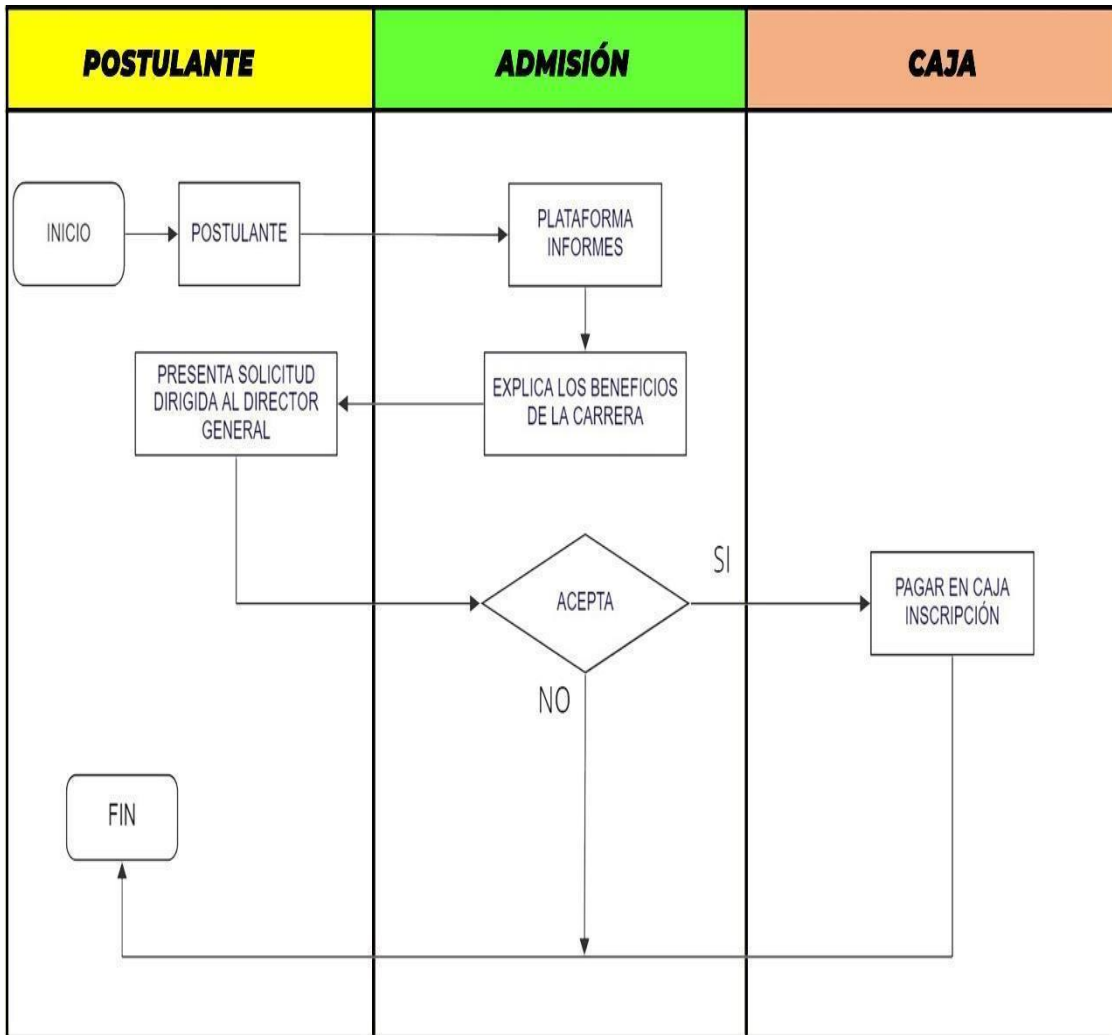 POSTULANTE
ADMISIÓN
CAJA
INICIO
POSTULANTE
PLATAFORMA
INFORMES
PRESENTA SOLICITUD
DIRIGIDA AL DIRECTOR
GENERAL
EXPLICA LOS BENEFICIOS
DE LA CARRERA
ACEPTA
SI
PAGAR EN CAJA
INSCRIPCIÓN
NO
FIN